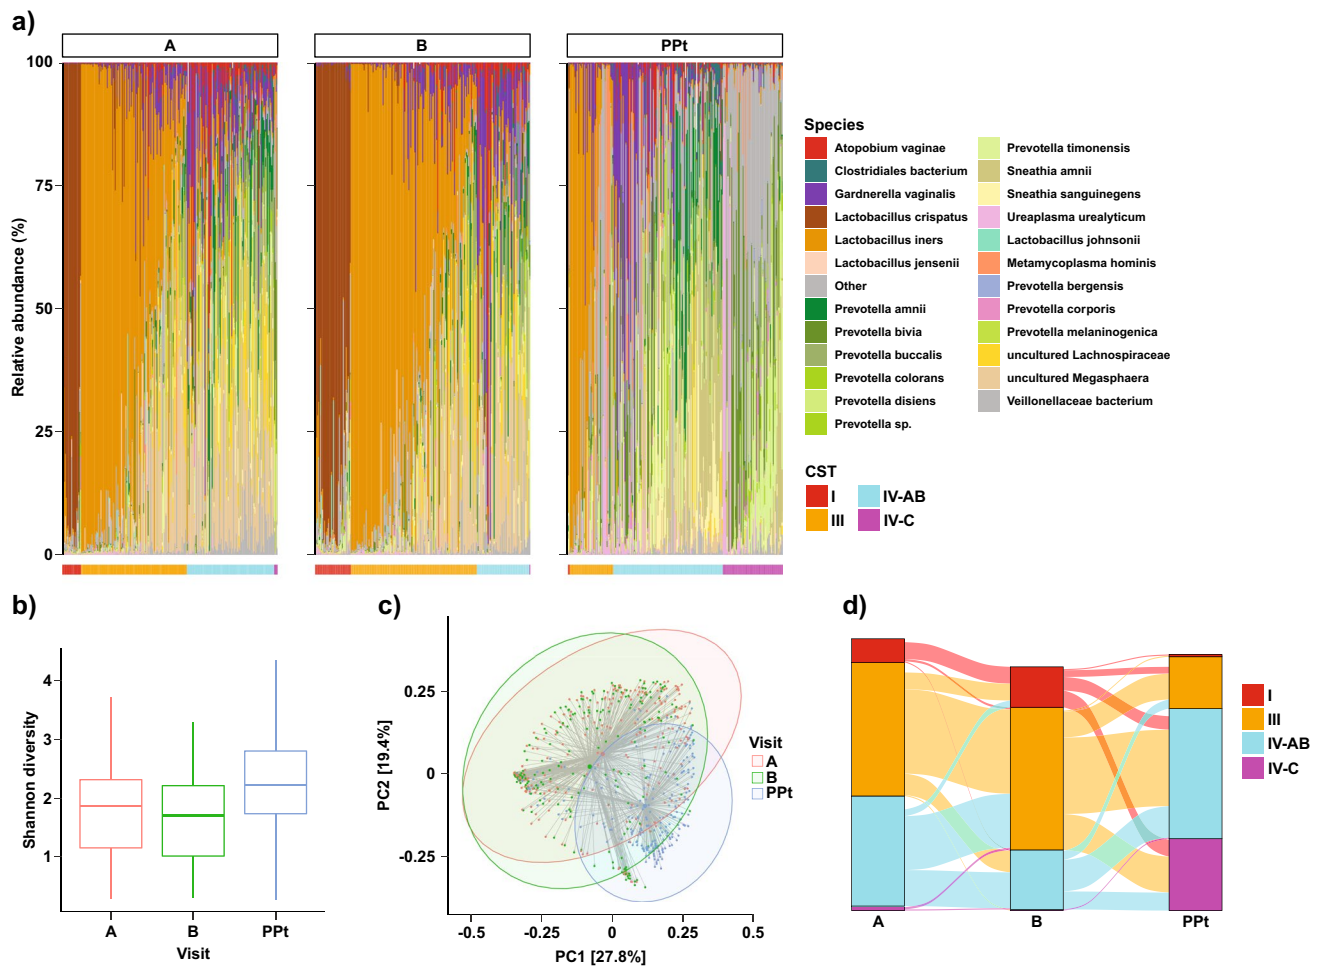 a)
A
B
PPt
100
75
50
25
0
Relative abundance (%)
Species
Atopobium vaginae
Clostridiales bacterium
Gardnerella vaginalis
Lactobacillus crispatus
Lactobacillus iners
Lactobacillus jensenii
Other
Prevotella amnii
Prevotella bivia
Prevotella buccalis
Prevotella colorans
Prevotella disiens
Prevotella sp.
Prevotella timonensis
Sneathia amnii
Sneathia sanguinegens
Ureaplasma urealyticum
Lactobacillus johnsonii
Metamycoplasma hominis
Prevotella bergensis
Prevotella corporis
Prevotella melaninogenica
uncultured Lachnospiraceae
uncultured Megasphaera
Veillonellaceae bacterium
CST
I
III
IV-AB
IV-C
b)
Shannon diversity
4
3
2
1
A
B
PPt
Visit
c)
PC2 [19.4%]
0.25
0
-0.25
-0.5
-0.25
0
0.25
0.5
PC1 [27.8%]
Visit
A
B
PPt
d)
A
B
PPt
I
III
IV-AB
IV-C